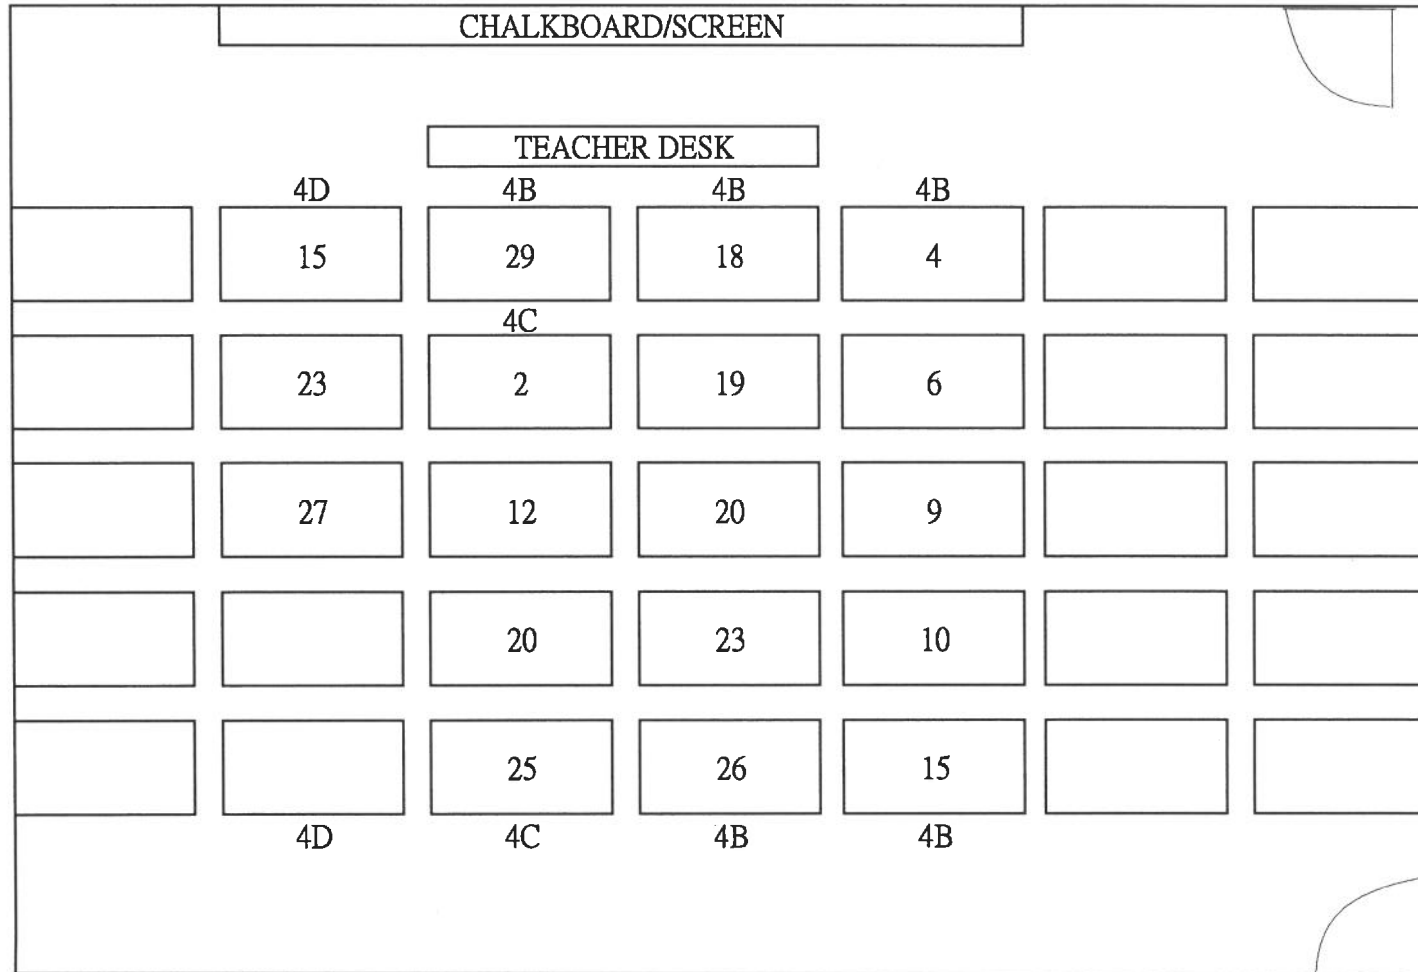 CHALKBOARD/SCREEN
TEACHER DESK
4D 4B 4B 4B
15 29 18 4
4C
23 2 19 6
27 12 20 9
20 23 10
25 26 15
4D 4C 4B 4B